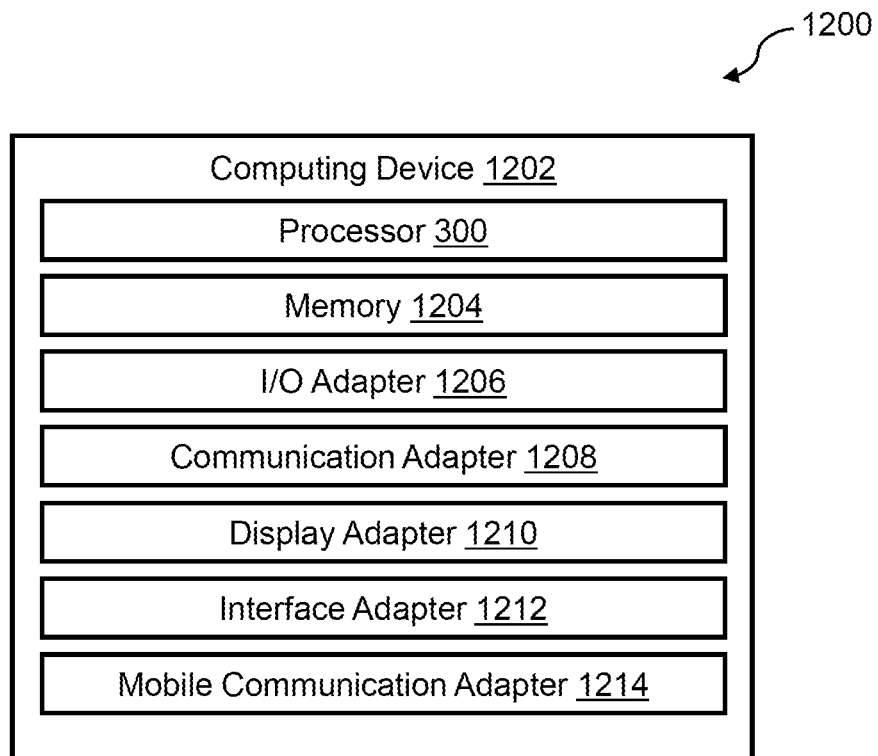 1200
Computing Device 1202
Processor 300
Memory 1204
I/O Adapter 1206
Communication Adapter 1208
Display Adapter 1210
Interface Adapter 1212
Mobile Communication Adapter 1214